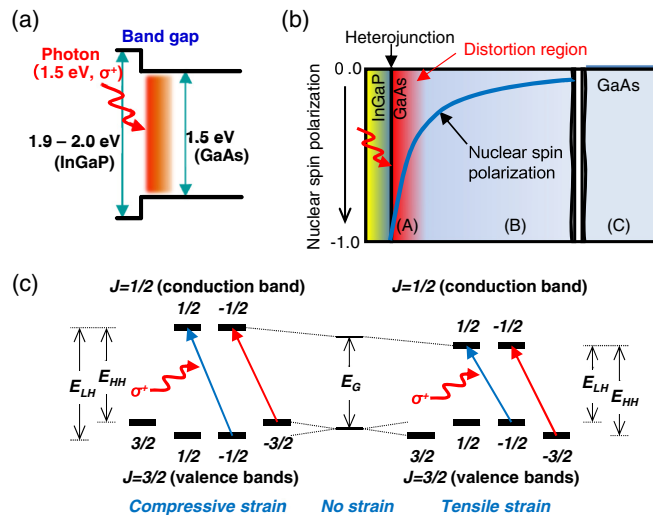 (a)
Band gap
Photon
(1.5 eV, σ+)
1.9 – 2.0 eV
(InGaP)
1.5 eV
(GaAs)
(b)
Heterojunction
Distortion region
Nuclear spin polarization
0.0
-1.0
InGaP
GaAs
GaAs
Nuclear spin
polarization
(A)
(B)
(C)
(c)
J=1/2 (conduction band)
1/2 -1/2
E_LH
E_HH
σ+
3/2
1/2 -1/2
-3/2
J=3/2 (valence bands)
Compressive strain
E_G
No strain
J=1/2 (conduction band)
1/2 -1/2
σ+
E_LH
E_HH
3/2
1/2 -1/2
-3/2
J=3/2 (valence bands)
Tensile strain